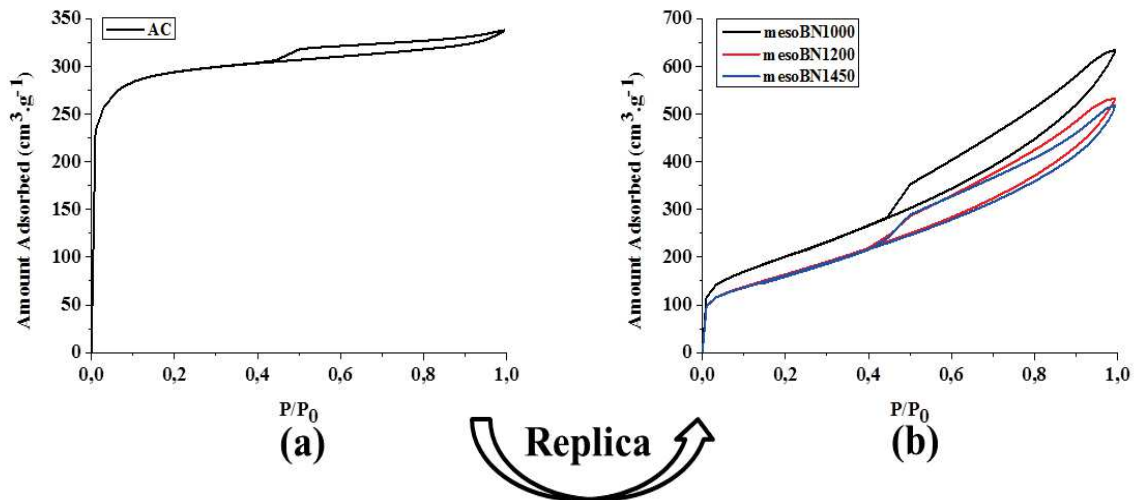 AC
350
300
250
200
150
100
50
0
Amount Adsorbed (cm³.g⁻¹)
0,0 0,2 0,4 0,6 0,8 1,0
P/P₀
(a)
mesoBN1000
mesoBN1200
mesoBN1450
700
600
500
400
300
200
100
0
Amount Adsorbed (cm³.g⁻¹)
0,0 0,2 0,4 0,6 0,8 1,0
P/P₀
(b)
Replica